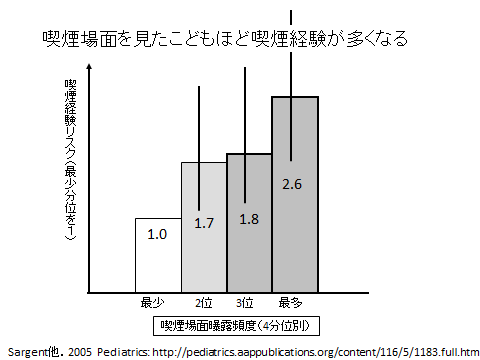 喫煙場面を見たこどもほど喫煙経験が多くなる
喫煙経験リスク(最少分位を1)
1.0
1.7
1.8
2.6
最少
2位
3位
最多
喫煙場面曝露頻度(4分位別)
Sargent他. 2005 Pediatrics: http://pediatrics.aappublications.org/content/116/5/1183.full.htm